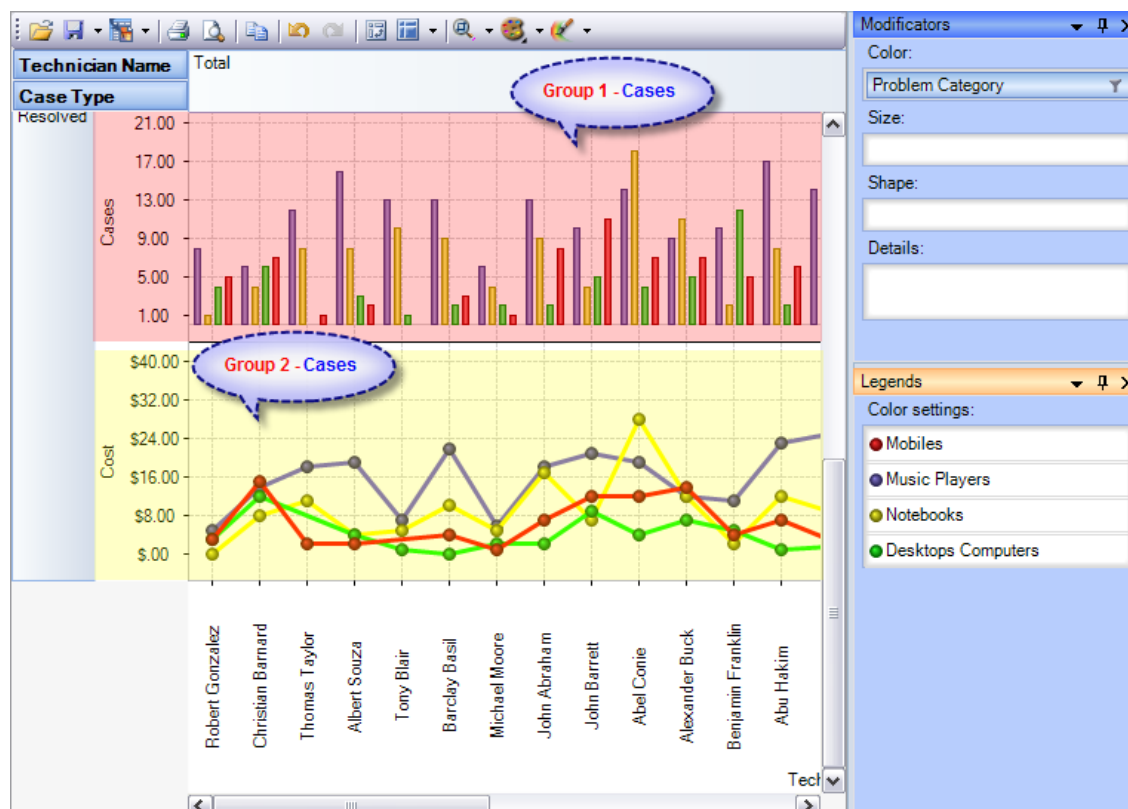 Technician Name
Total
Case Type
Group 1 - Cases
Resolved
21.00
17.00
13.00
9.00
5.00
1.00
Cases
Group 2 - Cases
$40.00
$32.00
$24.00
$16.00
$8.00
$.00
Cost
Robert Gonzalez
Christian Barnard
Thomas Taylor
Albert Souza
Tony Blair
Barclay Basil
Michael Moore
John Abraham
John Barrett
Abel Conie
Alexander Buck
Benjamin Franklin
Abu Hakim
Tech
Modificators
Color:
Problem Category
Size:
Shape:
Details:
Legends
Color settings:
Mobiles
Music Players
Notebooks
Desktops Computers